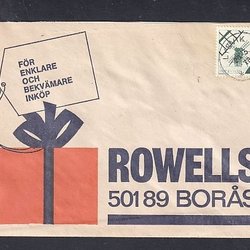 FÖR
ENKLARE
OCH
BEKVÄMARE
INKÖP
ROWELLS
501 89 BORÅS